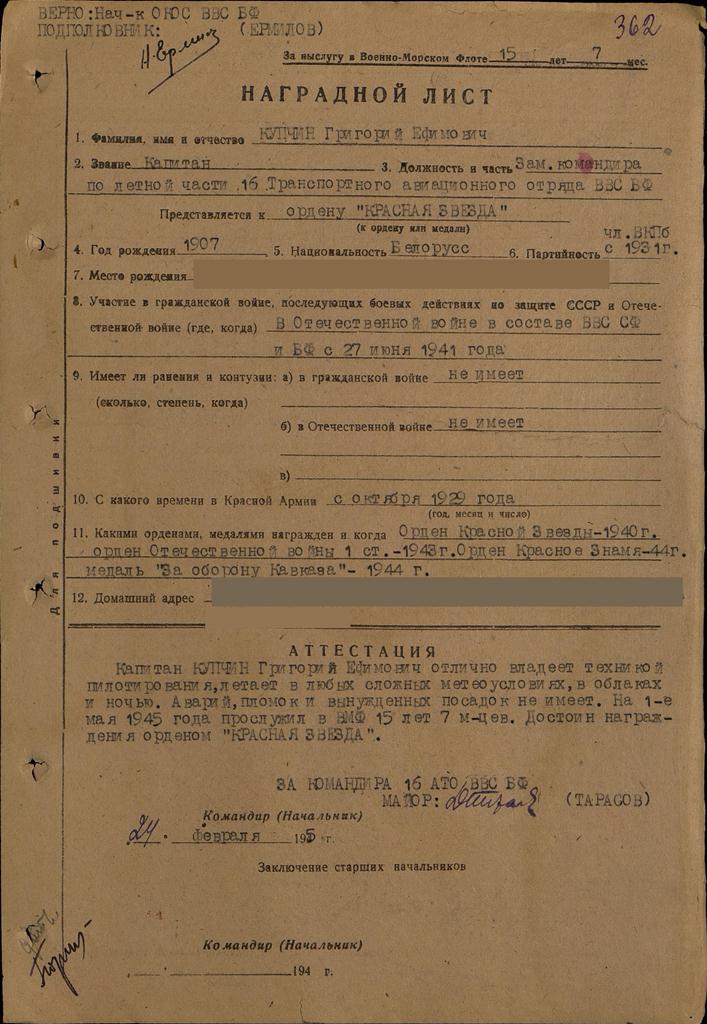 ВЕРНО: Нач-к ОКОС ВВС БФ
ПОДПОЛКОВНИК: (ЕРМИЛОВ)
362
За выслугу в Военно-Морском Флоте 15 лет 7 мес.
НАГРАДНОЙ ЛИСТ
1. Фамилия, имя и отчество КУПЧИН Григорий Ефимович
2. Звание Капитан 3. Должность и часть Зам. командира
по летной части 16 Транспортного авиационного отряда ВВС БФ
Представляется к ордену "КРАСНАЯ ЗВЕЗДА"
(к ордену или медали)
чл. ВКПб
4. Год рождения 1907 5. Национальность Белорусс 6. Партийность с 1931г.
7. Место рождения
8. Участие в гражданской войне, последующих боевых действиях по защите СССР и Отече-
ственной войне (где, когда) В Отечественной войне в составе ВВС СФ
и БФ с 27 июня 1941 года
9. Имеет ли ранения и контузии: а) в гражданской войне не имеет
(сколько, степень, когда)
б) в Отечественной войне не имеет
в)
10. С какого времени в Красной Армии с октября 1929 года
(год, месяц и число)
11. Какими орденами, медалями награжден и когда Орден Красной Звезды-1940г.
орден Отечественной войны 1 ст.-1943г. Орден Красное Знамя-44г.
медаль "За оборону Кавказа"- 1944 г.
12. Домашний адрес
Для подшивки
АТТЕСТАЦИЯ
Капитан КУПЧИН Григорий Ефимович отлично владеет техникой
пилотирования, летает в любых сложных метеоусловиях, в облаках
и ночью. Аварий, пломок и вынужденных посадок не имеет. На 1-е
мая 1945 года прослужил в ВМФ 15 лет 7 м-цев. Достоин награж-
дения орденом "КРАСНАЯ ЗВЕЗДА".
ЗА КОМАНДИРА 16 АТО ВВС БФ
МАЙОР: (ТАРАСОВ)
Командир (Начальник)
24. февраля 1945 г.
Заключение старших начальников
Командир (Начальник)
194 г.